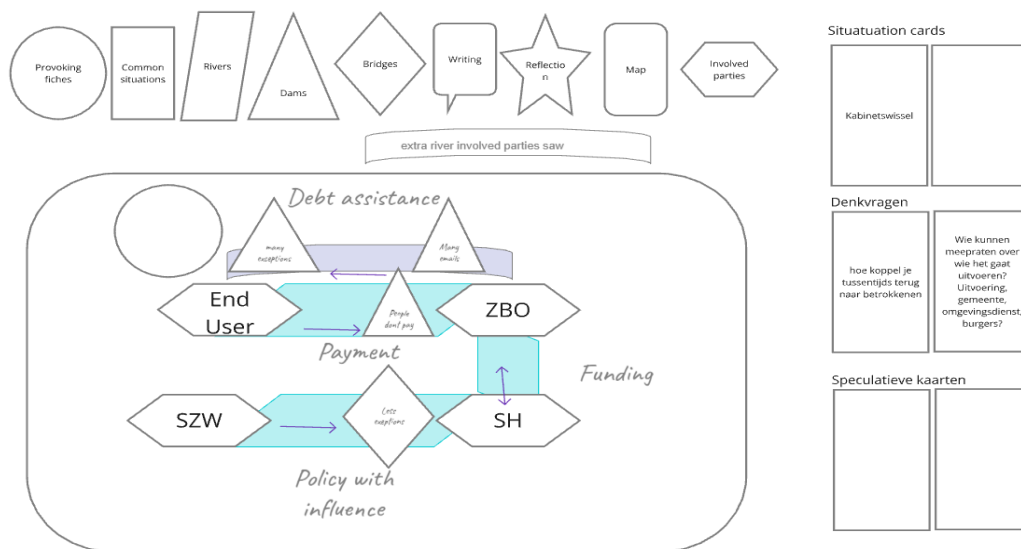 Provoking
fiches
Common
situations
Rivers
Dams
Bridges
Writing
Reflectio
n
Map
Involved
parties
extra river involved parties saw
Debt assistance
many
exceptions
Many
emails
End
User
People
dont pay
ZBO
Payment
Funding
SZW
Less
exeptions
SH
Policy with
influence
Situatuation cards
Kabinetswissel
Denkvragen
hoe koppel je
tussentijds terug
naar betrokkenen
Wie kunnen
meepraten over
wie het gaat
uitvoeren?
Uitvoering,
gemeente,
omgevingsdienst,
burgers?
Speculatieve kaarten